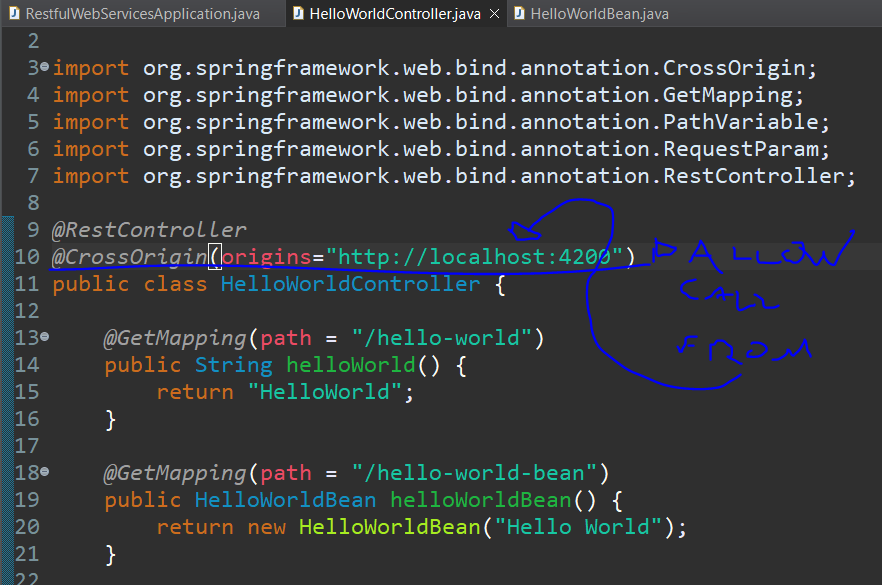 RestfulWebServicesApplication.java HelloWorldController.java HelloWorldBean.java
2
3 import org.springframework.web.bind.annotation.CrossOrigin;
4 import org.springframework.web.bind.annotation.GetMapping;
5 import org.springframework.web.bind.annotation.PathVariable;
6 import org.springframework.web.bind.annotation.RequestParam;
7 import org.springframework.web.bind.annotation.RestController;
8
9 @RestController
10 @CrossOrigin(origins="http://localhost:4200")
11 public class HelloWorldController {
12
13 @GetMapping(path = "/hello-world")
14 public String helloWorld() {
15 return "HelloWorld";
16 }
17
18 @GetMapping(path = "/hello-world-bean")
19 public HelloWorldBean helloWorldBean() {
20 return new HelloWorldBean("Hello World");
21 }
22
ALLOW
CALL
FROM